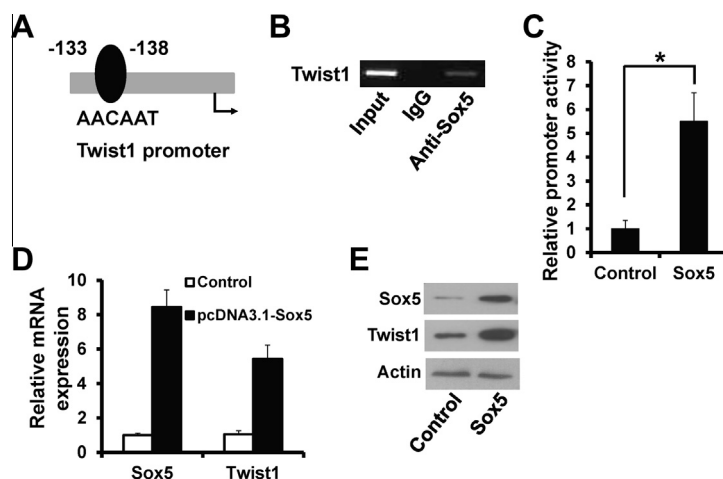 A
-133
-138
AACAAT
Twist1 promoter
B
Twist1
Input
IgG
Anti-Sox5
C
Relative promoter activity
8
7
6
5
4
3
2
1
0
*
Control
Sox5
D
Relative mRNA
expression
10
8
6
4
2
0
Control
pcDNA3.1-Sox5
Sox5
Twist1
E
Sox5
Twist1
Actin
Control
Sox5